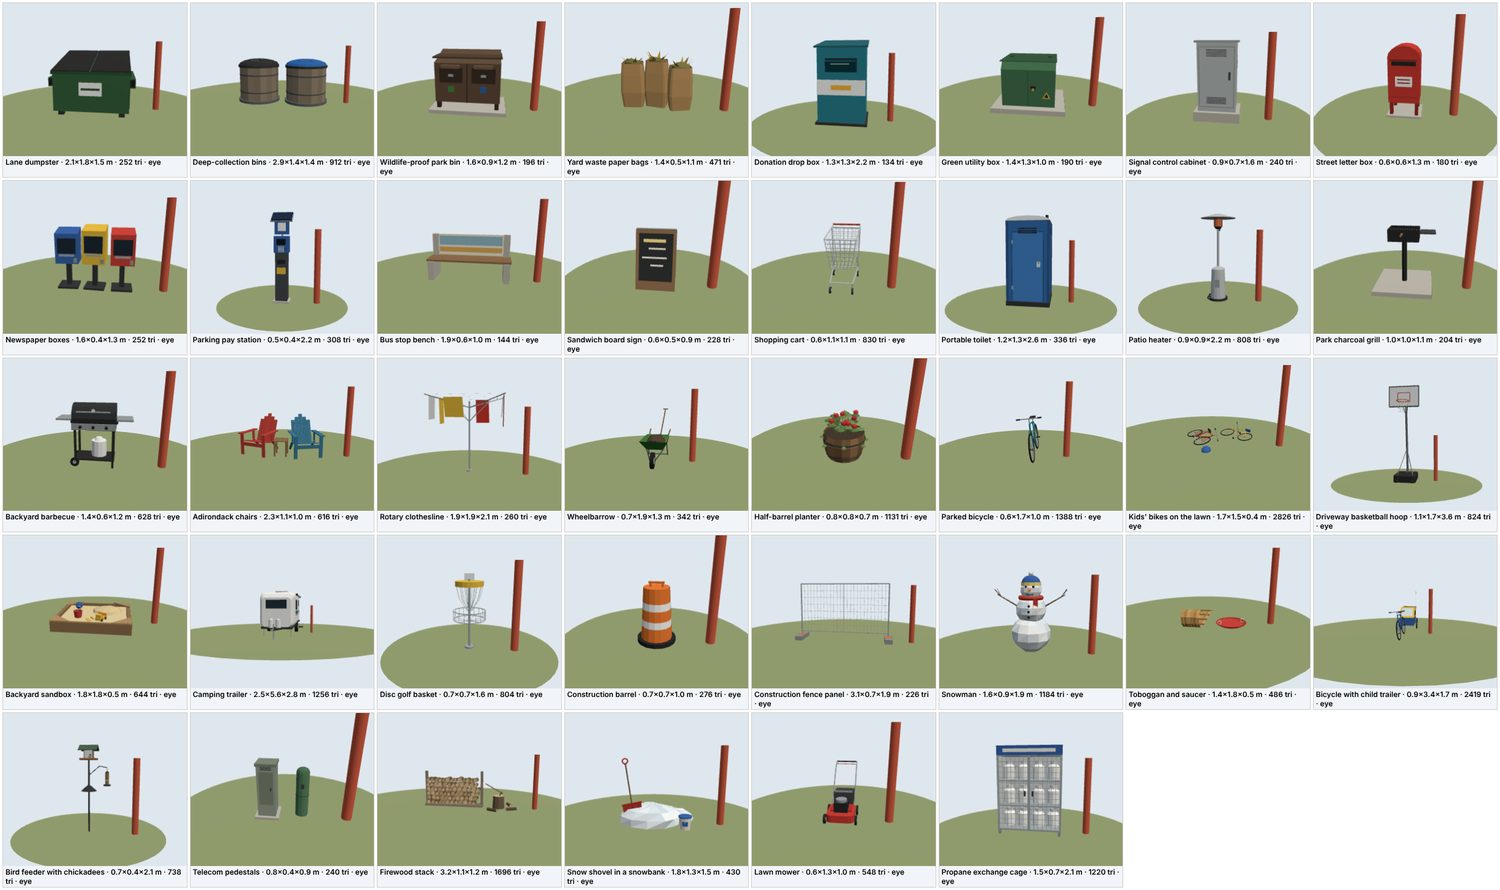 Lane dumpster · 2.1×1.8×1.5 m · 252 tri · eye
Deep-collection bins · 2.9×1.4×1.4 m · 912 tri · eye
Wildlife-proof park bin · 1.6×0.9×1.2 m · 196 tri ·
eye
Yard waste paper bags · 1.4×0.5×1.1 m · 471 tri ·
eye
Donation drop box · 1.3×1.3×2.2 m · 134 tri · eye
Green utility box · 1.4×1.3×1.0 m · 190 tri · eye
Signal control cabinet · 0.9×0.7×1.6 m · 240 tri ·
eye
Street letter box · 0.6×0.6×1.3 m · 180 tri · eye
Newspaper boxes · 1.6×0.4×1.3 m · 252 tri · eye
Parking pay station · 0.5×0.4×2.2 m · 308 tri · eye
Bus stop bench · 1.9×0.6×1.0 m · 144 tri · eye
Sandwich board sign · 0.6×0.5×0.9 m · 228 tri ·
eye
Shopping cart · 0.6×1.1×1.1 m · 830 tri · eye
Portable toilet · 1.2×1.3×2.6 m · 336 tri · eye
Patio heater · 0.9×0.9×2.2 m · 808 tri · eye
Park charcoal grill · 1.0×1.0×1.1 m · 204 tri · eye
Backyard barbecue · 1.4×0.6×1.2 m · 628 tri · eye
Adirondack chairs · 2.3×1.1×1.0 m · 616 tri · eye
Rotary clothesline · 1.9×1.9×2.1 m · 260 tri · eye
Wheelbarrow · 0.7×1.9×1.3 m · 342 tri · eye
Half-barrel planter · 0.8×0.8×0.7 m · 1131 tri · eye
Parked bicycle · 0.6×1.7×1.0 m · 1388 tri · eye
Kids' bikes on the lawn · 1.7×1.5×0.4 m · 2826 tri ·
eye
Driveway basketball hoop · 1.1×1.7×3.6 m · 824 tri
· eye
Backyard sandbox · 1.8×1.8×0.5 m · 644 tri · eye
Camping trailer · 2.5×5.6×2.8 m · 1256 tri · eye
Disc golf basket · 0.7×0.7×1.6 m · 804 tri · eye
Construction barrel · 0.7×0.7×1.0 m · 276 tri · eye
Construction fence panel · 3.1×0.7×1.9 m · 226 tri
· eye
Snowman · 1.6×0.9×1.9 m · 1184 tri · eye
Toboggan and saucer · 1.4×1.8×0.5 m · 486 tri ·
eye
Bicycle with child trailer · 0.9×3.4×1.7 m · 2419 tri
· eye
Bird feeder with chickadees · 0.7×0.4×2.1 m · 738
tri · eye
Telecom pedestals · 0.8×0.4×0.9 m · 240 tri · eye
Firewood stack · 3.2×1.1×1.2 m · 1696 tri · eye
Snow shovel in a snowbank · 1.8×1.3×1.5 m · 430
tri · eye
Lawn mower · 0.6×1.3×1.0 m · 548 tri · eye
Propane exchange cage · 1.5×0.7×2.1 m · 1220 tri ·
eye